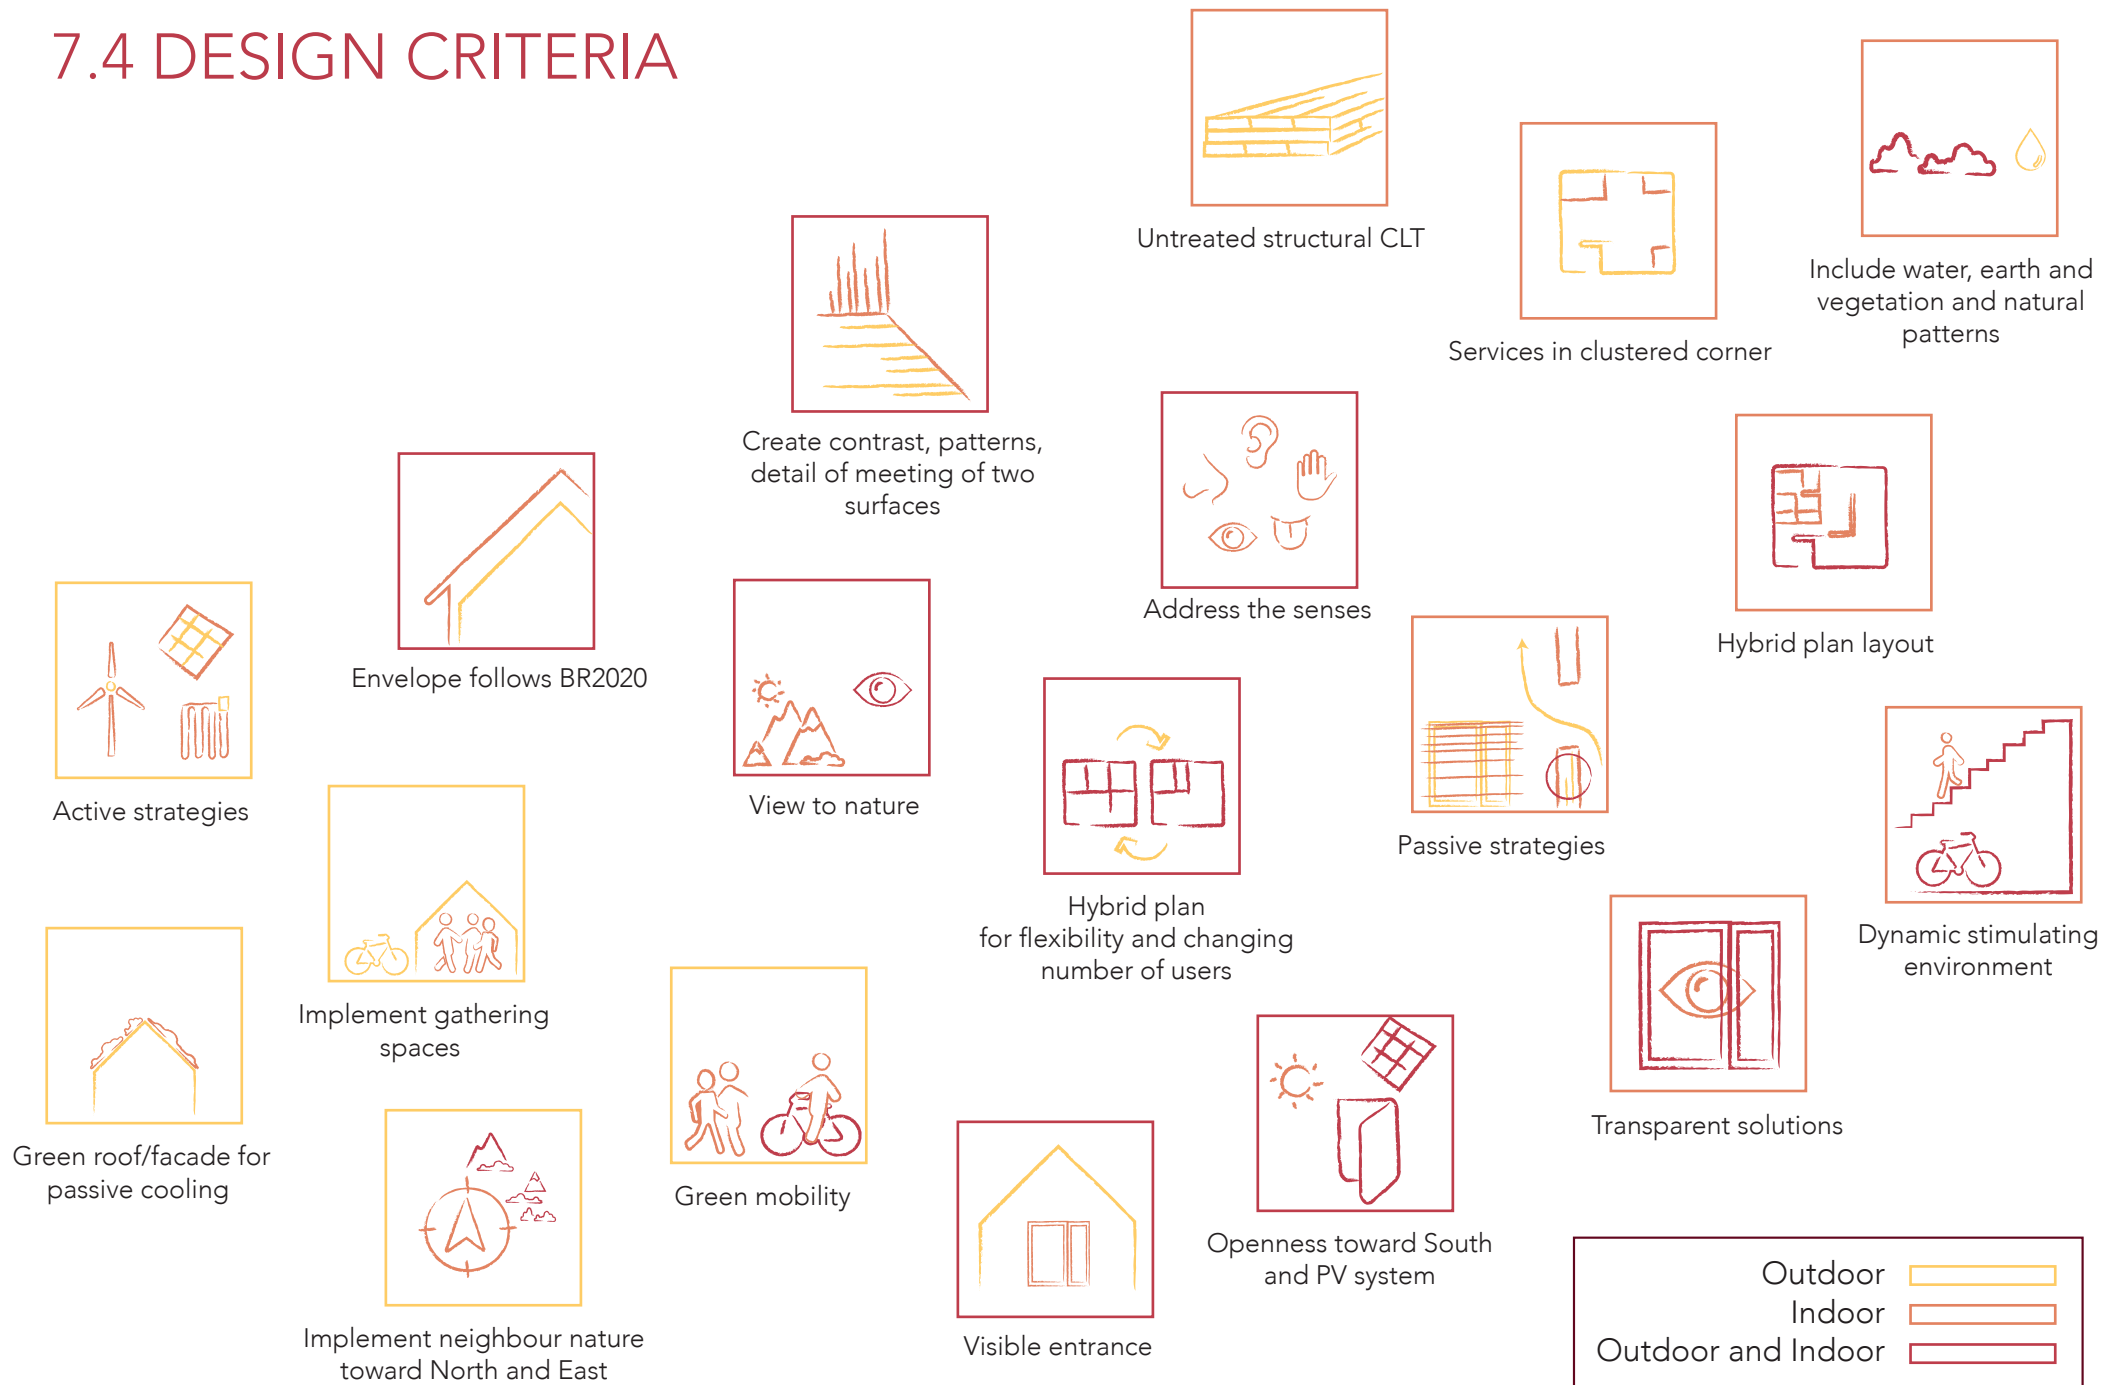 7.4 DESIGN CRITERIA
Untreated structural CLT
Services in clustered corner
Include water, earth and
vegetation and natural
patterns
Create contrast, patterns,
detail of meeting of two
surfaces
Address the senses
Hybrid plan layout
Envelope follows BR2020
Active strategies
View to nature
Hybrid plan
for flexibility and changing
number of users
Passive strategies
Dynamic stimulating
environment
Implement gathering
spaces
Green roof/facade for
passive cooling
Green mobility
Transparent solutions
Openness toward South
and PV system
Implement neighbour nature
toward North and East
Visible entrance
Outdoor
Indoor
Outdoor and Indoor